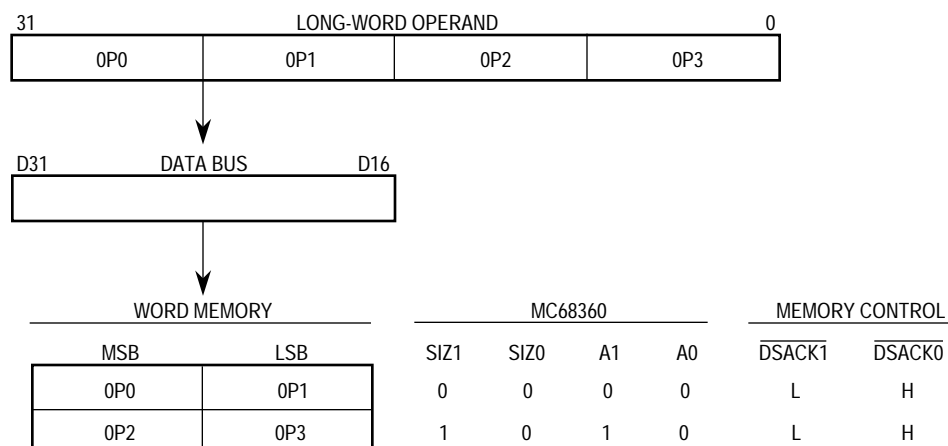 31 LONG-WORD OPERAND 0
0P0 0P1 0P2 0P3
D31 DATA BUS D16
WORD MEMORY MC68360 MEMORY CONTROL
MSB LSB SIZ1 SIZ0 A1 A0 DSACK1 DSACK0
0P0 0P1 0 0 0 0 L H
0P2 0P3 1 0 1 0 L H